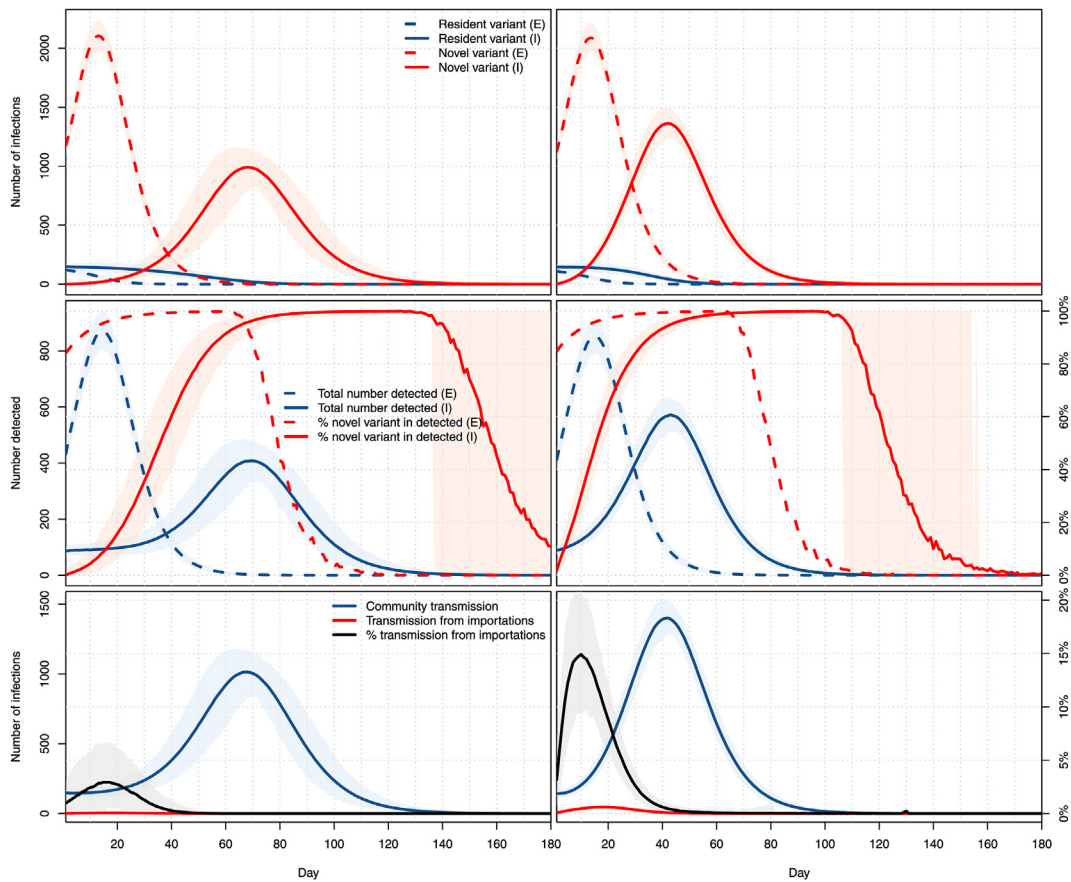 Number of infections
2000
1500
1000
500
0
Resident variant (E)
Resident variant (I)
Novel variant (E)
Novel variant (I)
Number detected
800
600
400
200
0
Total number detected (E)
Total number detected (I)
% novel variant in detected (E)
% novel variant in detected (I)
100%
80%
60%
40%
20%
0%
Number of infections
1500
1000
500
0
Community transmission
Transmission from importations
% transmission from importations
20%
15%
10%
5%
0%
20 40 60 80 100 120 140 160 180
20 40 60 80 100 120 140 160 180
Day
Day